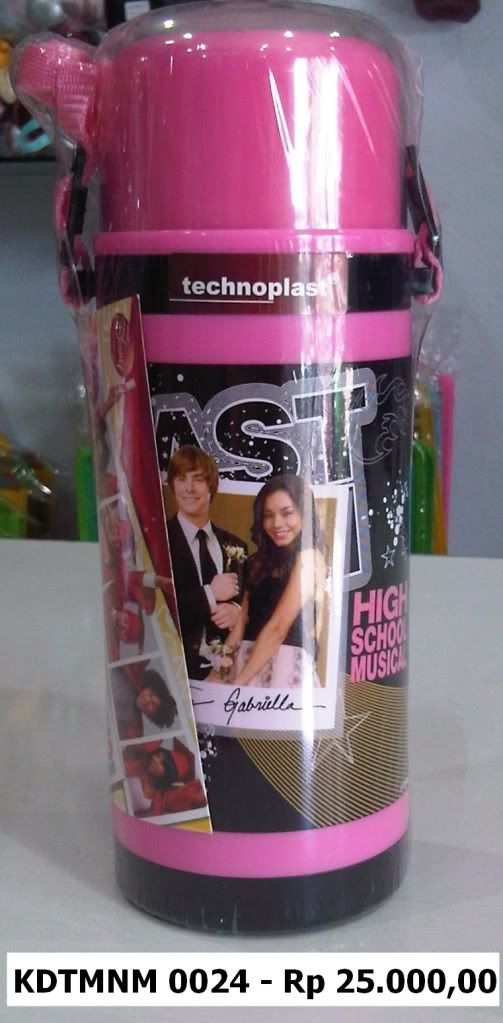 technoplast®
AST
HIGH
SCHOOL
MUSICAL
Gabriella
KDTMNM 0024 - Rp 25.000,00